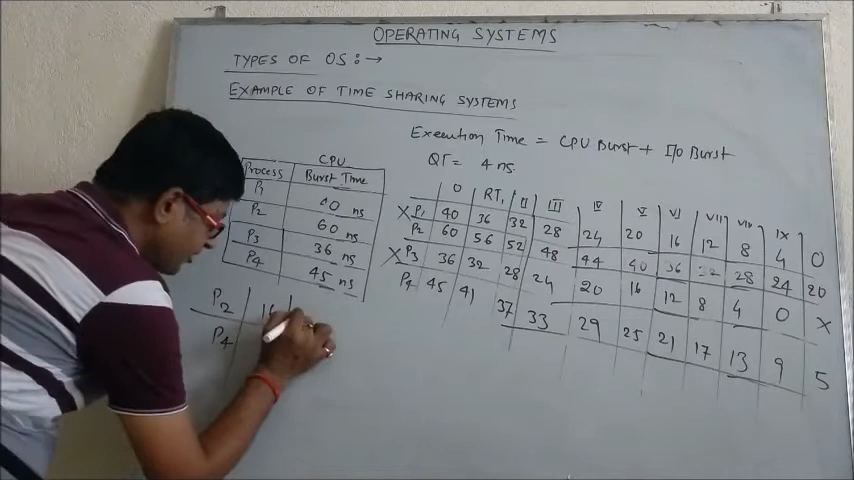 OPERATING SYSTEMS
TYPES OF OS :→
EXAMPLE OF TIME SHARING SYSTEMS
Execution Time = CPU Burst + I/O Burst
QT = 4 ns.
CPU
Process Burst Time
P1 40 ns
P2 60 ns
P3 36 ns
P4 45 ns
0 RT1 II III IV V VI VII VIII IX
X P1 40 36 32 28 24 20 16 12 8 4 0
P2 60 56 52 48 44 40 36 32 28 24 20
X P3 36 32 28 24 20 16 12 8 4 0 X
P4 45 41 37 33 29 25 21 17 13 9 5
P2 16
P4